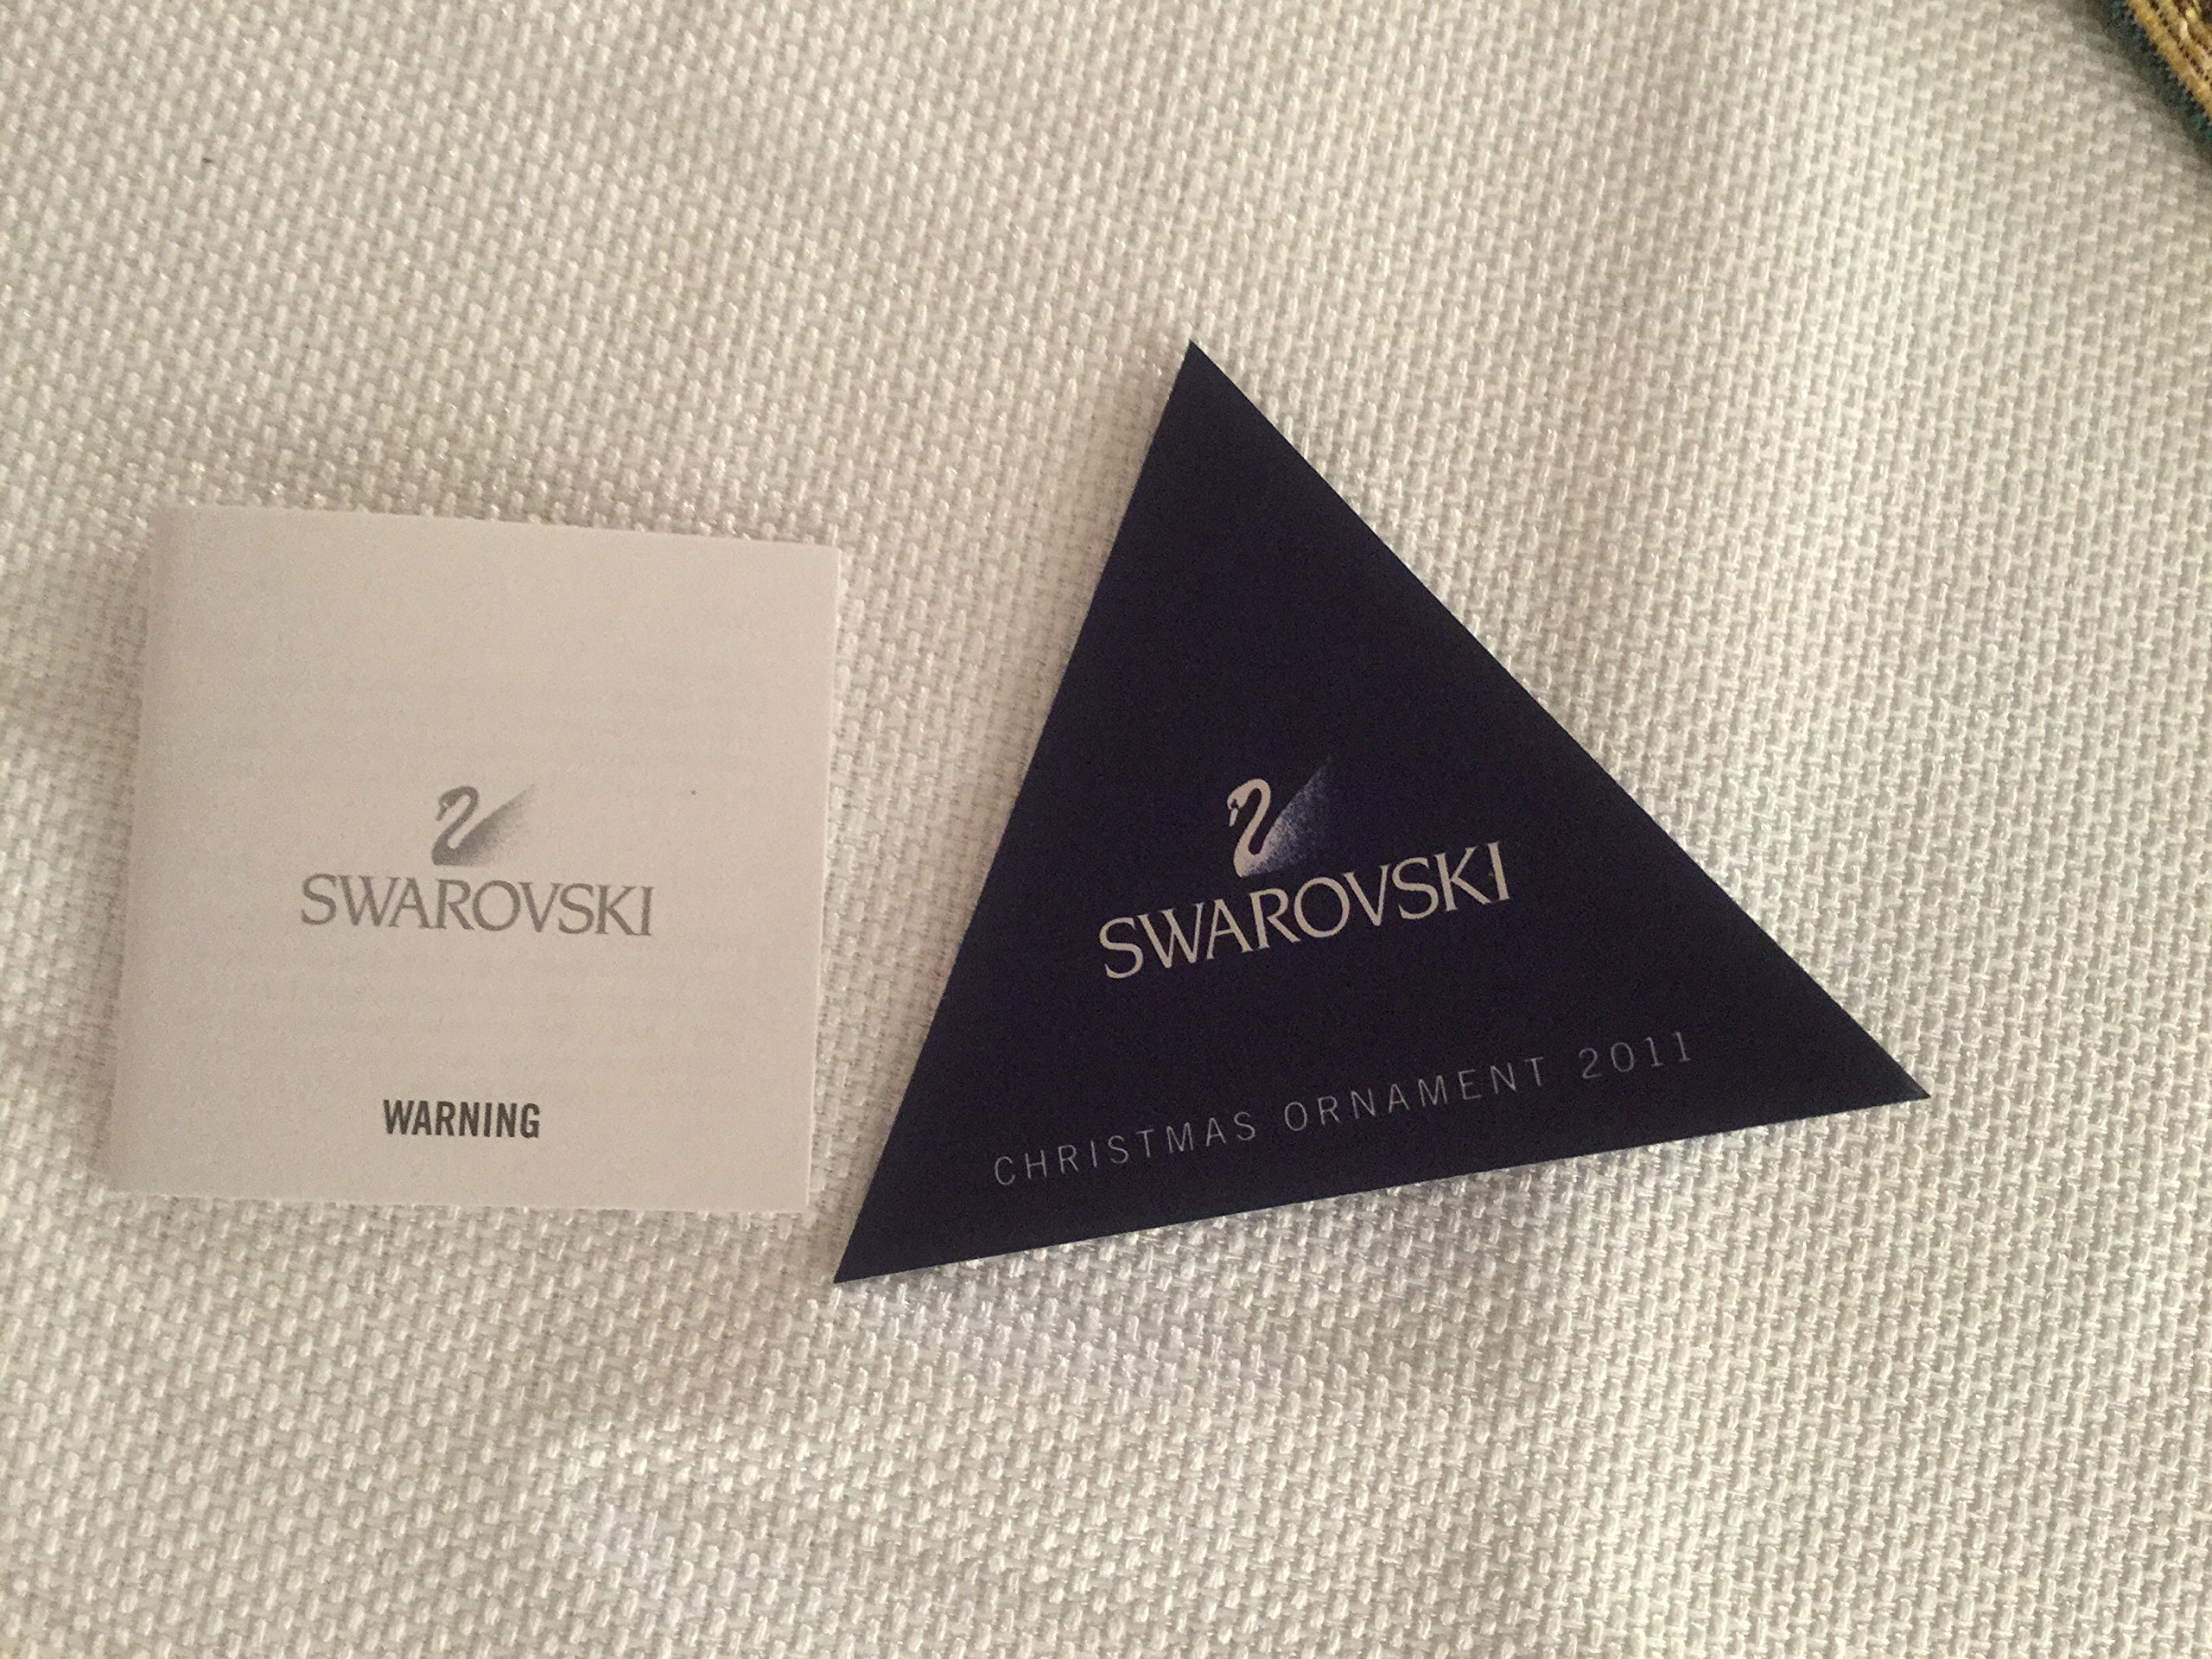 SWAROVSKI
WARNING
SWAROVSKI
CHRISTMAS ORNAMENT 2011